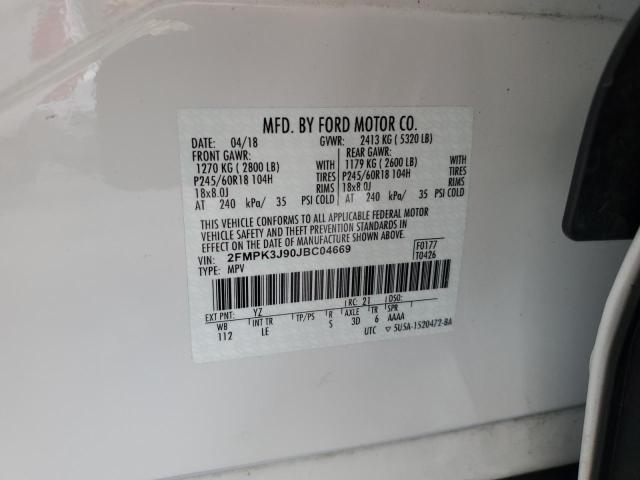 MFD. BY FORD MOTOR CO.
DATE: 04/18 GVWR: 2413 KG ( 5320 LB)
FRONT GAWR: REAR GAWR:
1270 KG ( 2800 LB) WITH 1179 KG ( 2600 LB) WITH
P245/60R18 104H TIRES P245/60R18 104H TIRES
18x8.0J RIMS 18x8.0J RIMS
AT 240 kPa/ 35 PSI COLD AT 240 kPa/ 35 PSI COLD
THIS VEHICLE CONFORMS TO ALL APPLICABLE FEDERAL MOTOR
VEHICLE SAFETY AND THEFT PREVENTION STANDARDS IN EFFECT
ON THE DATE OF MANUFACTURE SHOWN ABOVE.
VIN: 2FMPK3J90JBC04669 F0177
TYPE: MPV T0426
EXT PNT: YZ RC: 21 DSO:
WB INT TR TP/PS R AXLE TR SPR
112 LE S 3D 6 AAAA
UTC ▽ 5U5A-1520472-BA